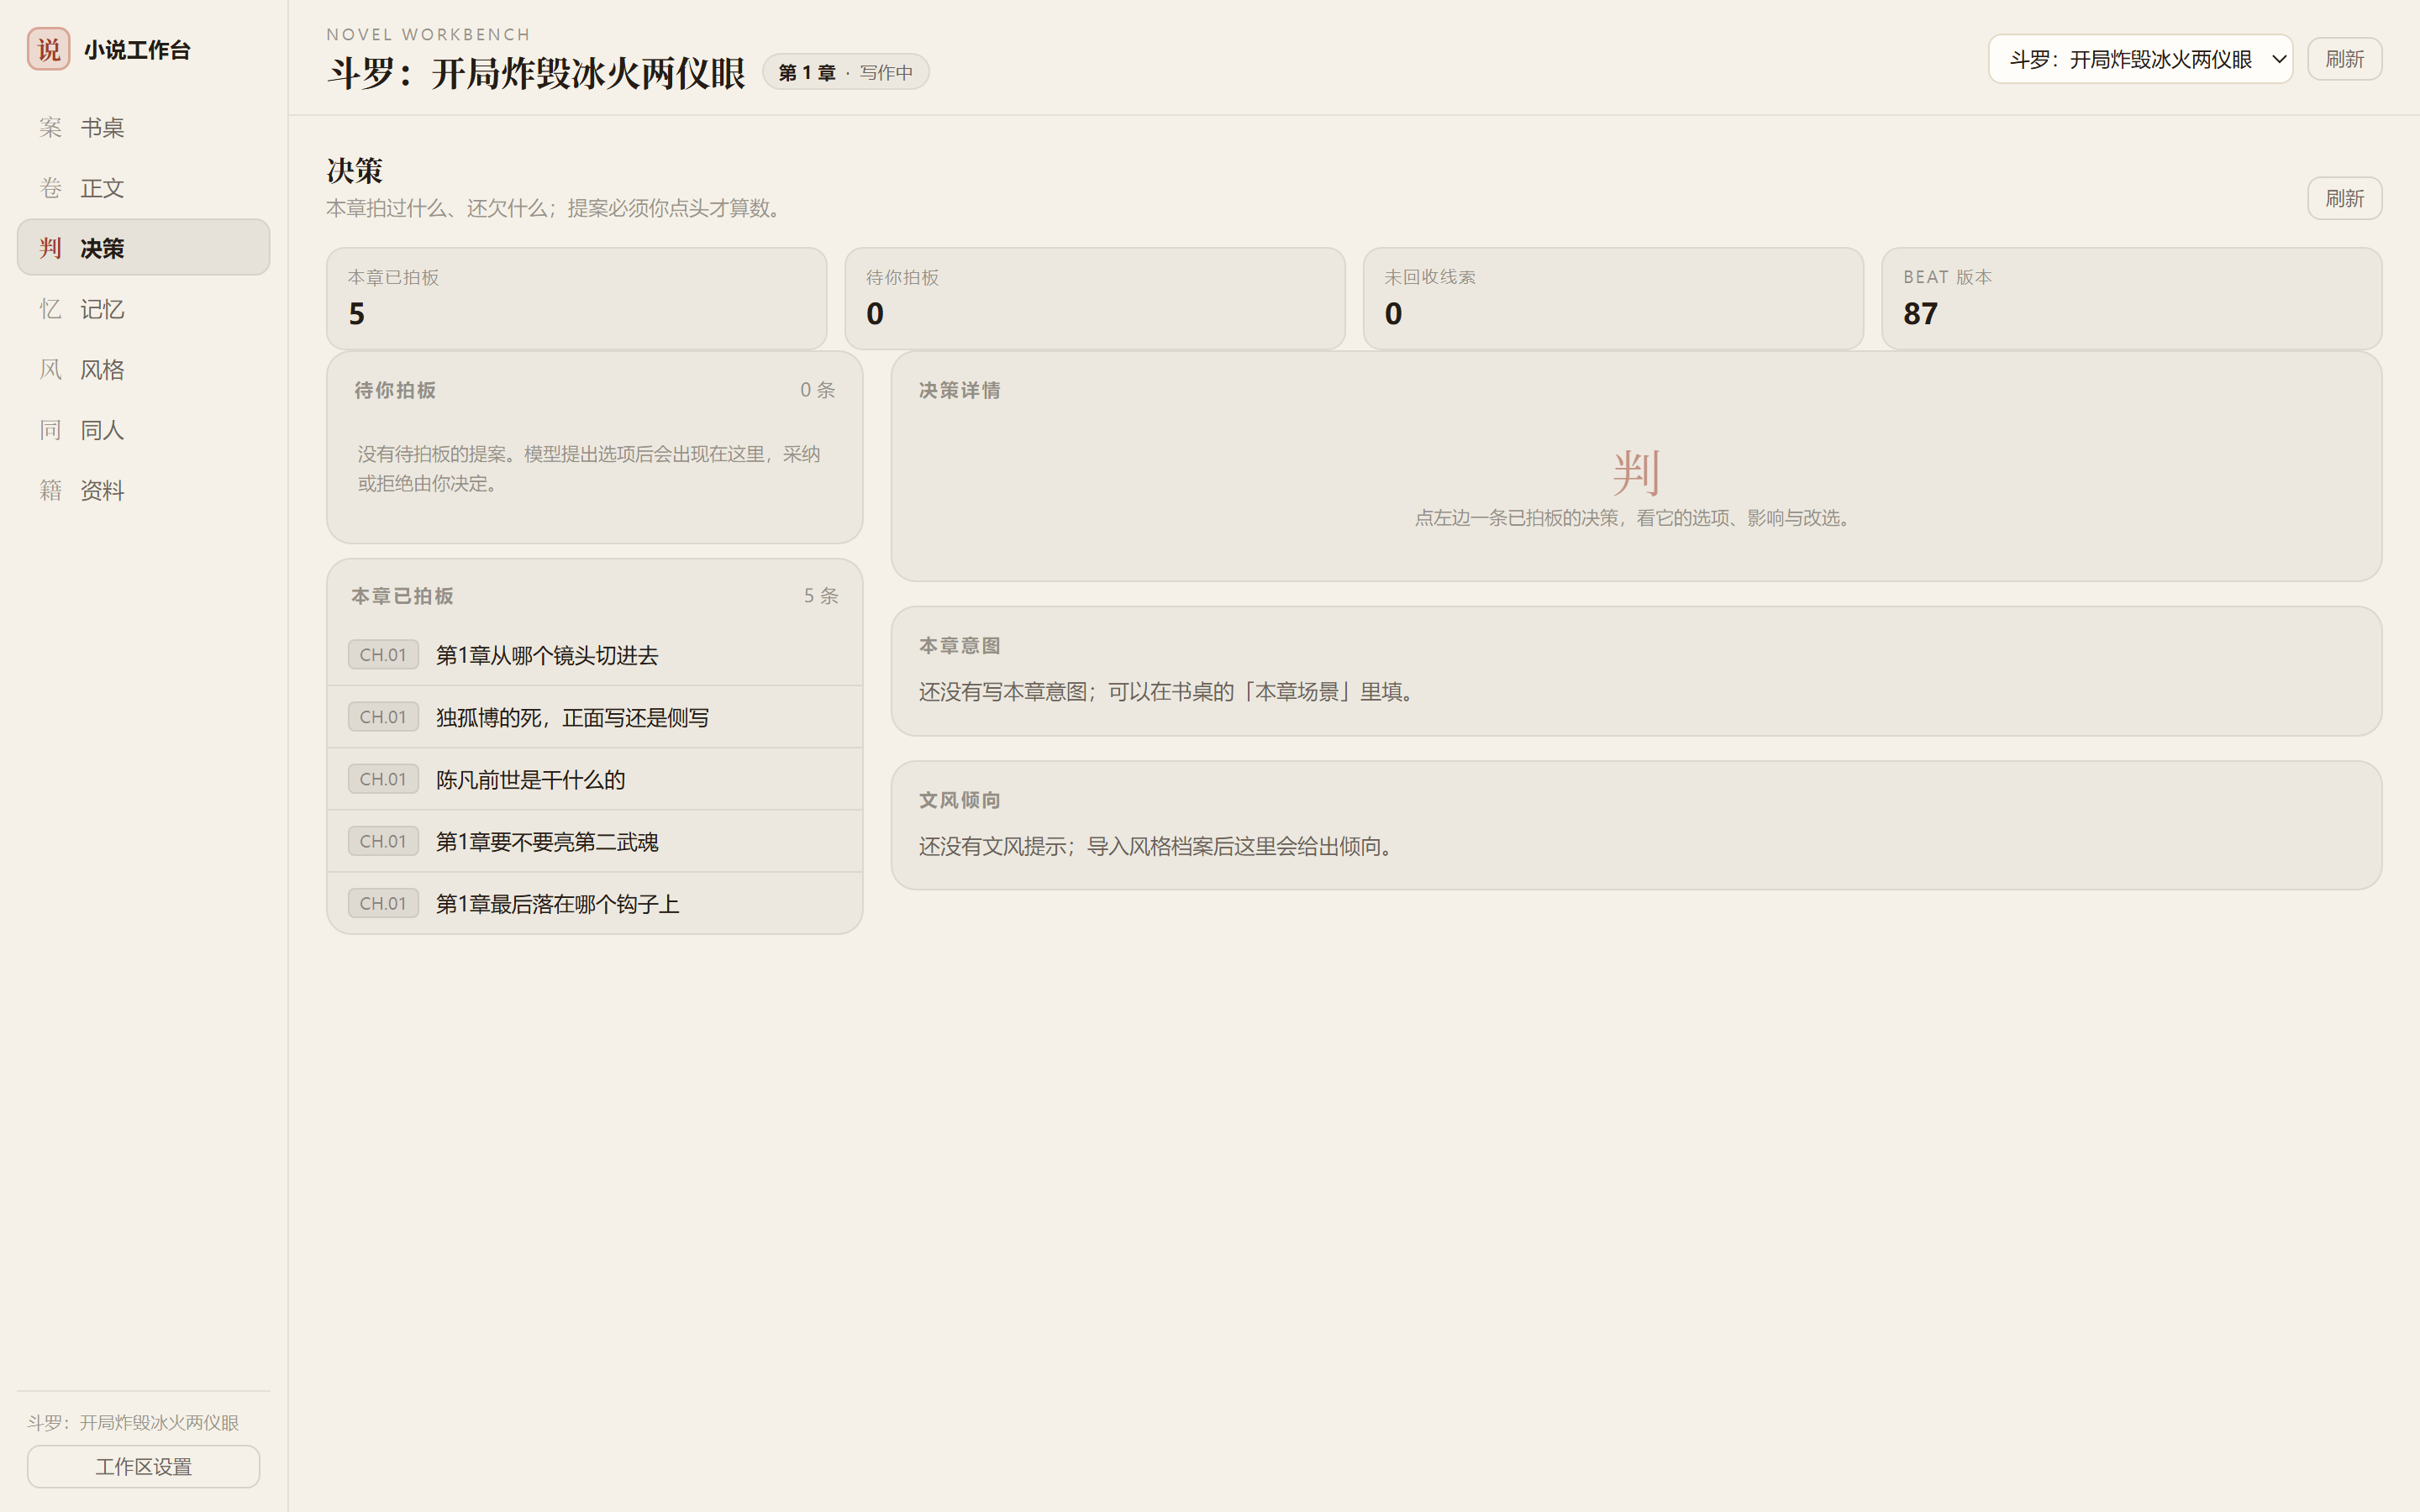 说 小说工作台
案 书桌
卷 正文
判 决策
忆 记忆
风 风格
同 同人
籍 资料
斗罗：开局炸毁冰火两仪眼
工作区设置
NOVEL WORKBENCH
斗罗：开局炸毁冰火两仪眼 第 1 章 · 写作中
斗罗：开局炸毁冰火两仪眼 刷新
决策
本章拍过什么、还欠什么；提案必须你点头才算数。
刷新
本章已拍板
5
待你拍板
0
未回收线索
0
BEAT 版本
87
待你拍板 0 条
没有待拍板的提案。模型提出选项后会出现在这里，采纳
或拒绝由你决定。
本章已拍板 5 条
CH.01 第1章从哪个镜头切进去
CH.01 独孤博的死，正面写还是侧写
CH.01 陈凡前世是干什么的
CH.01 第1章要不要亮第二武魂
CH.01 第1章最后落在哪个钩子上
决策详情
判
点左边一条已拍板的决策，看它的选项、影响与改选。
本章意图
还没有写本章意图；可以在书桌的「本章场景」里填。
文风倾向
还没有文风提示；导入风格档案后这里会给出倾向。